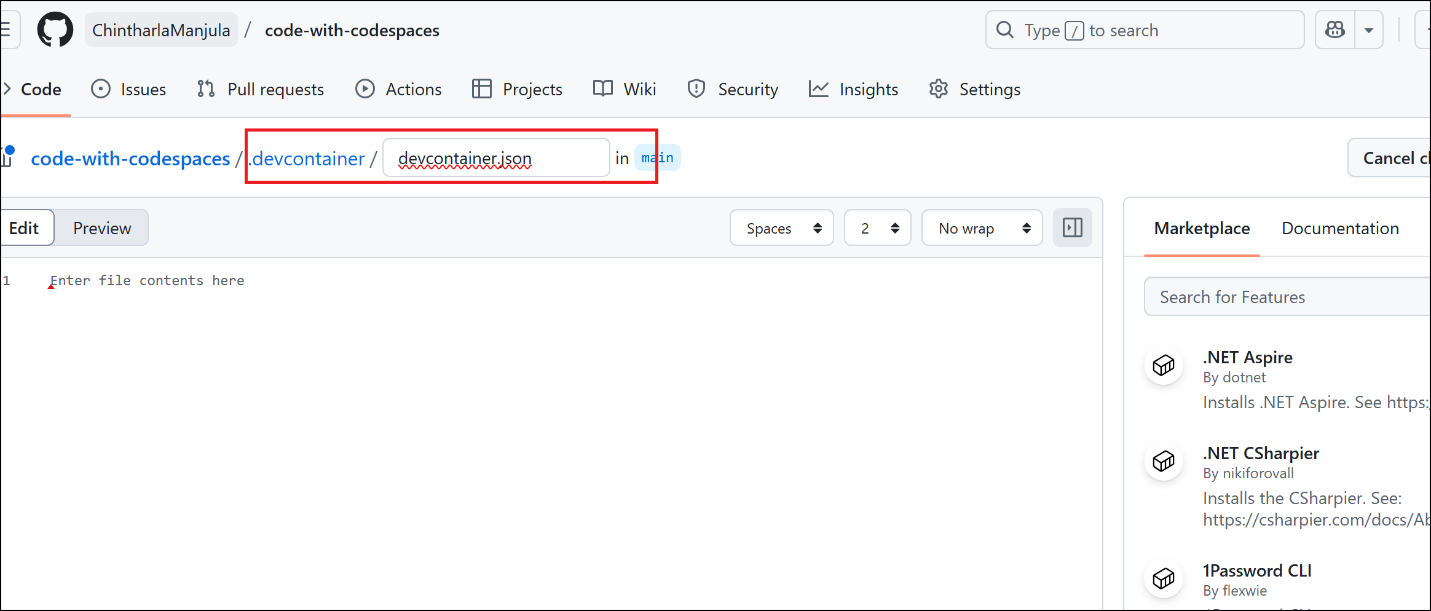 ChintharlaManjula / code-with-codespaces
Type / to search
Code
Issues
Pull requests
Actions
Projects
Wiki
Security
Insights
Settings
code-with-codespaces / .devcontainer / devcontainer.json in main
Cancel
Edit
Preview
Spaces
2
No wrap
1
Enter file contents here
Marketplace
Documentation
Search for Features
.NET Aspire
By dotnet
Installs .NET Aspire. See https:
.NET CSharpier
By nikiforovall
Installs the CSharpier. See:
https://csharpier.com/docs/Ab
1Password CLI
By flexwie